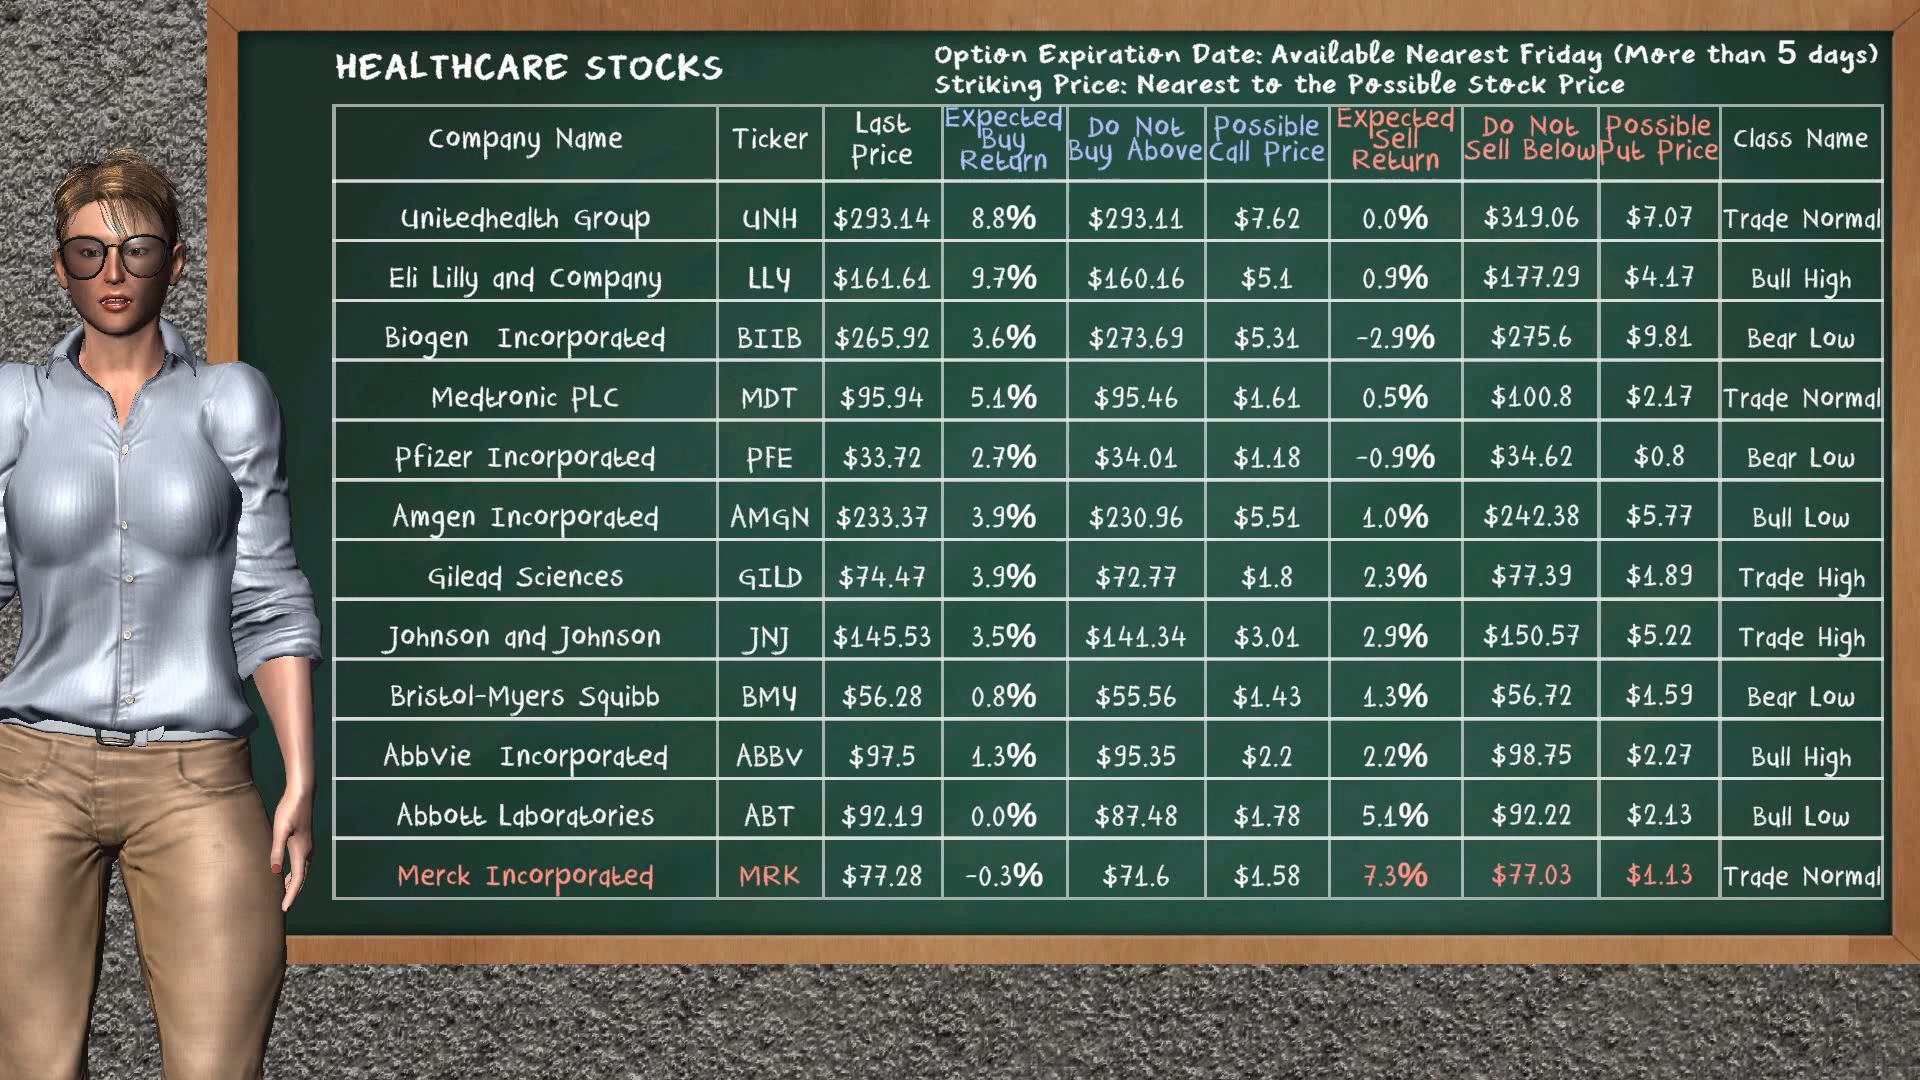 HEALTHCARE STOCKS
Option Expiration Date: Available Nearest Friday (More than 5 days)
Striking Price: Nearest to the Possible Stock Price
Company Name Ticker Last Price Expected Buy Return Do Not Buy Above Possible Call Price Expected Sell Return Do Not Sell Below Possible Put Price Class Name
Unitedhealth Group UNH $293.14 8.8% $293.11 $7.62 0.0% $319.06 $7.07 Trade Normal
Eli Lilly and Company LLY $161.61 9.7% $160.16 $5.1 0.9% $177.29 $4.17 Bull High
Biogen Incorporated BIIB $265.92 3.6% $273.69 $5.31 -2.9% $275.6 $9.81 Bear Low
Medtronic PLC MDT $95.94 5.1% $95.46 $1.61 0.5% $100.8 $2.17 Trade Normal
Pfizer Incorporated PFE $33.72 2.7% $34.01 $1.18 -0.9% $34.62 $0.8 Bear Low
Amgen Incorporated AMGN $233.37 3.9% $230.96 $5.51 1.0% $242.38 $5.77 Bull Low
Gilead Sciences GILD $74.47 3.9% $72.77 $1.8 2.3% $77.39 $1.89 Trade High
Johnson and Johnson JNJ $145.53 3.5% $141.34 $3.01 2.9% $150.57 $5.22 Trade High
Bristol-Myers Squibb BMY $56.28 0.8% $55.56 $1.43 1.3% $56.72 $1.59 Bear Low
AbbVie Incorporated ABBV $97.5 1.3% $95.35 $2.2 2.2% $98.75 $2.27 Bull High
Abbott Laboratories ABT $92.19 0.0% $87.48 $1.78 5.1% $92.22 $2.13 Bull Low
Merck Incorporated MRK $77.28 -0.3% $71.6 $1.58 7.3% $77.03 $1.13 Trade Normal